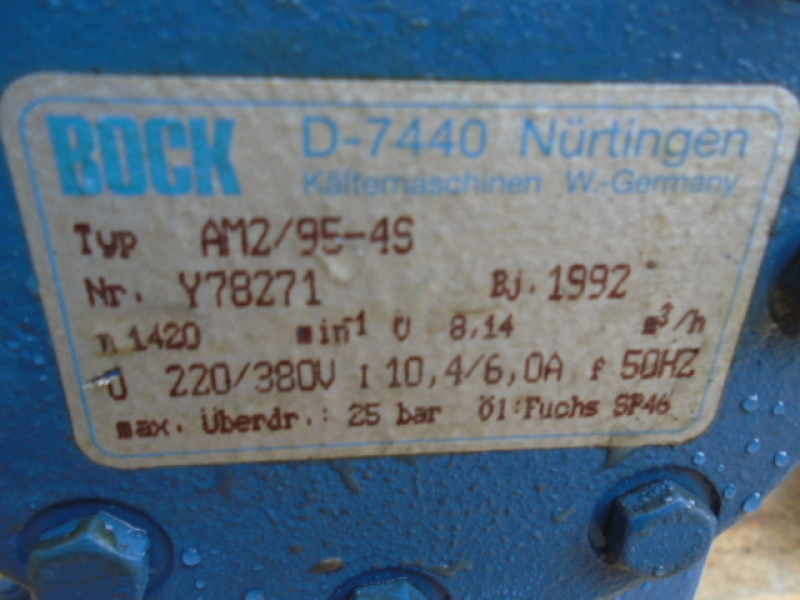 BOCK D-7440 Nürtingen
Kältemaschinen W.-Germany
Typ AM2/95-4S
Nr. Y78271 Bj. 1992
n 1420 min-1 V 8,14 m³/h
U 220/380V I 10,4/6,0A f 50HZ
max. Überdr.: 25 bar Öl:Fuchs SP46